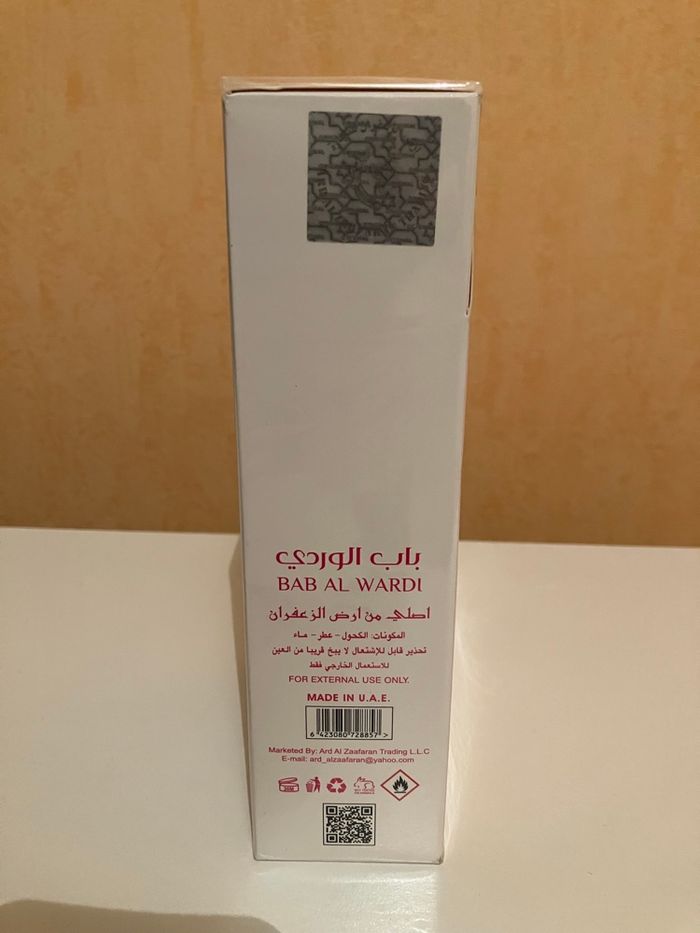 باب الوردي
BAB AL WARDI
اصلي من ارض الزعفران
المكونات: الكحول - عطر - ماء
تحذير قابل للإشتعال لا يبخ قريبا من العين
للاستعمال الخارجي فقط
FOR EXTERNAL USE ONLY.
MADE IN U.A.E.
6 423080 728857 >
Marketed By: Ard Al Zaafaran Trading L.L.C
E-mail: ard_alzaafaran@yahoo.com